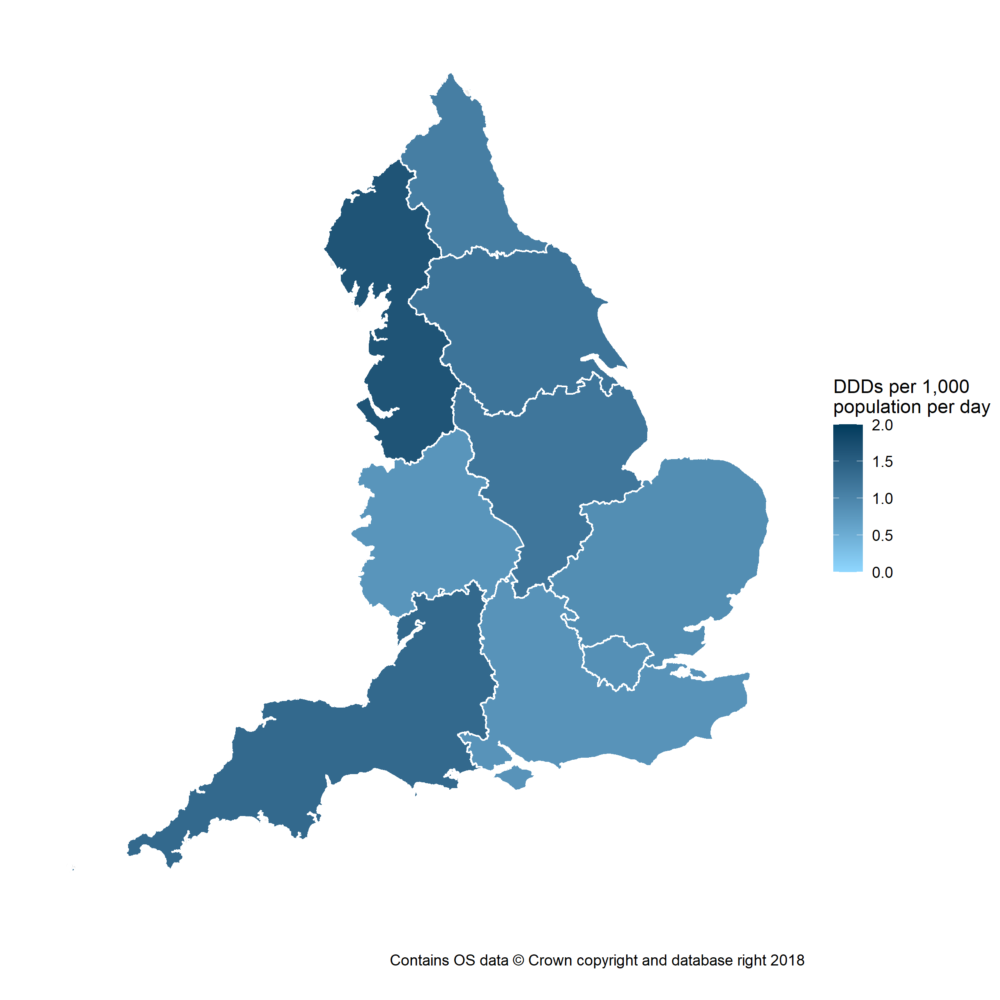 DDDs per 1,000
population per day
2.0
1.5
1.0
0.5
0.0
Contains OS data © Crown copyright and database right 2018